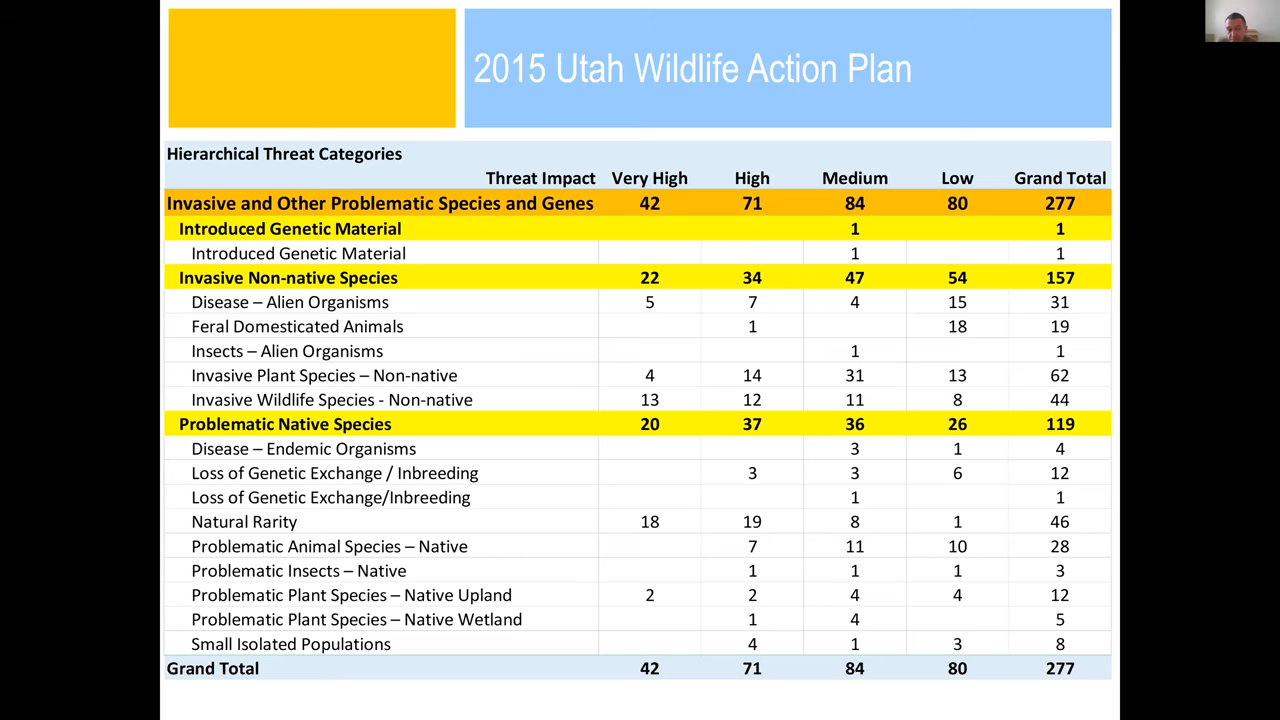 2015 Utah Wildlife Action Plan
Hierarchical Threat Categories
Threat Impact Very High High Medium Low Grand Total
Invasive and Other Problematic Species and Genes 42 71 84 80 277
Introduced Genetic Material 1 1
Introduced Genetic Material 1 1
Invasive Non-native Species 22 34 47 54 157
Disease – Alien Organisms 5 7 4 15 31
Feral Domesticated Animals 1 18 19
Insects – Alien Organisms 1 1
Invasive Plant Species – Non-native 4 14 31 13 62
Invasive Wildlife Species - Non-native 13 12 11 8 44
Problematic Native Species 20 37 36 26 119
Disease – Endemic Organisms 3 1 4
Loss of Genetic Exchange / Inbreeding 3 3 6 12
Loss of Genetic Exchange/Inbreeding 1 1
Natural Rarity 18 19 8 1 46
Problematic Animal Species – Native 7 11 10 28
Problematic Insects – Native 1 1 1 3
Problematic Plant Species – Native Upland 2 2 4 4 12
Problematic Plant Species – Native Wetland 1 4 5
Small Isolated Populations 4 1 3 8
Grand Total 42 71 84 80 277